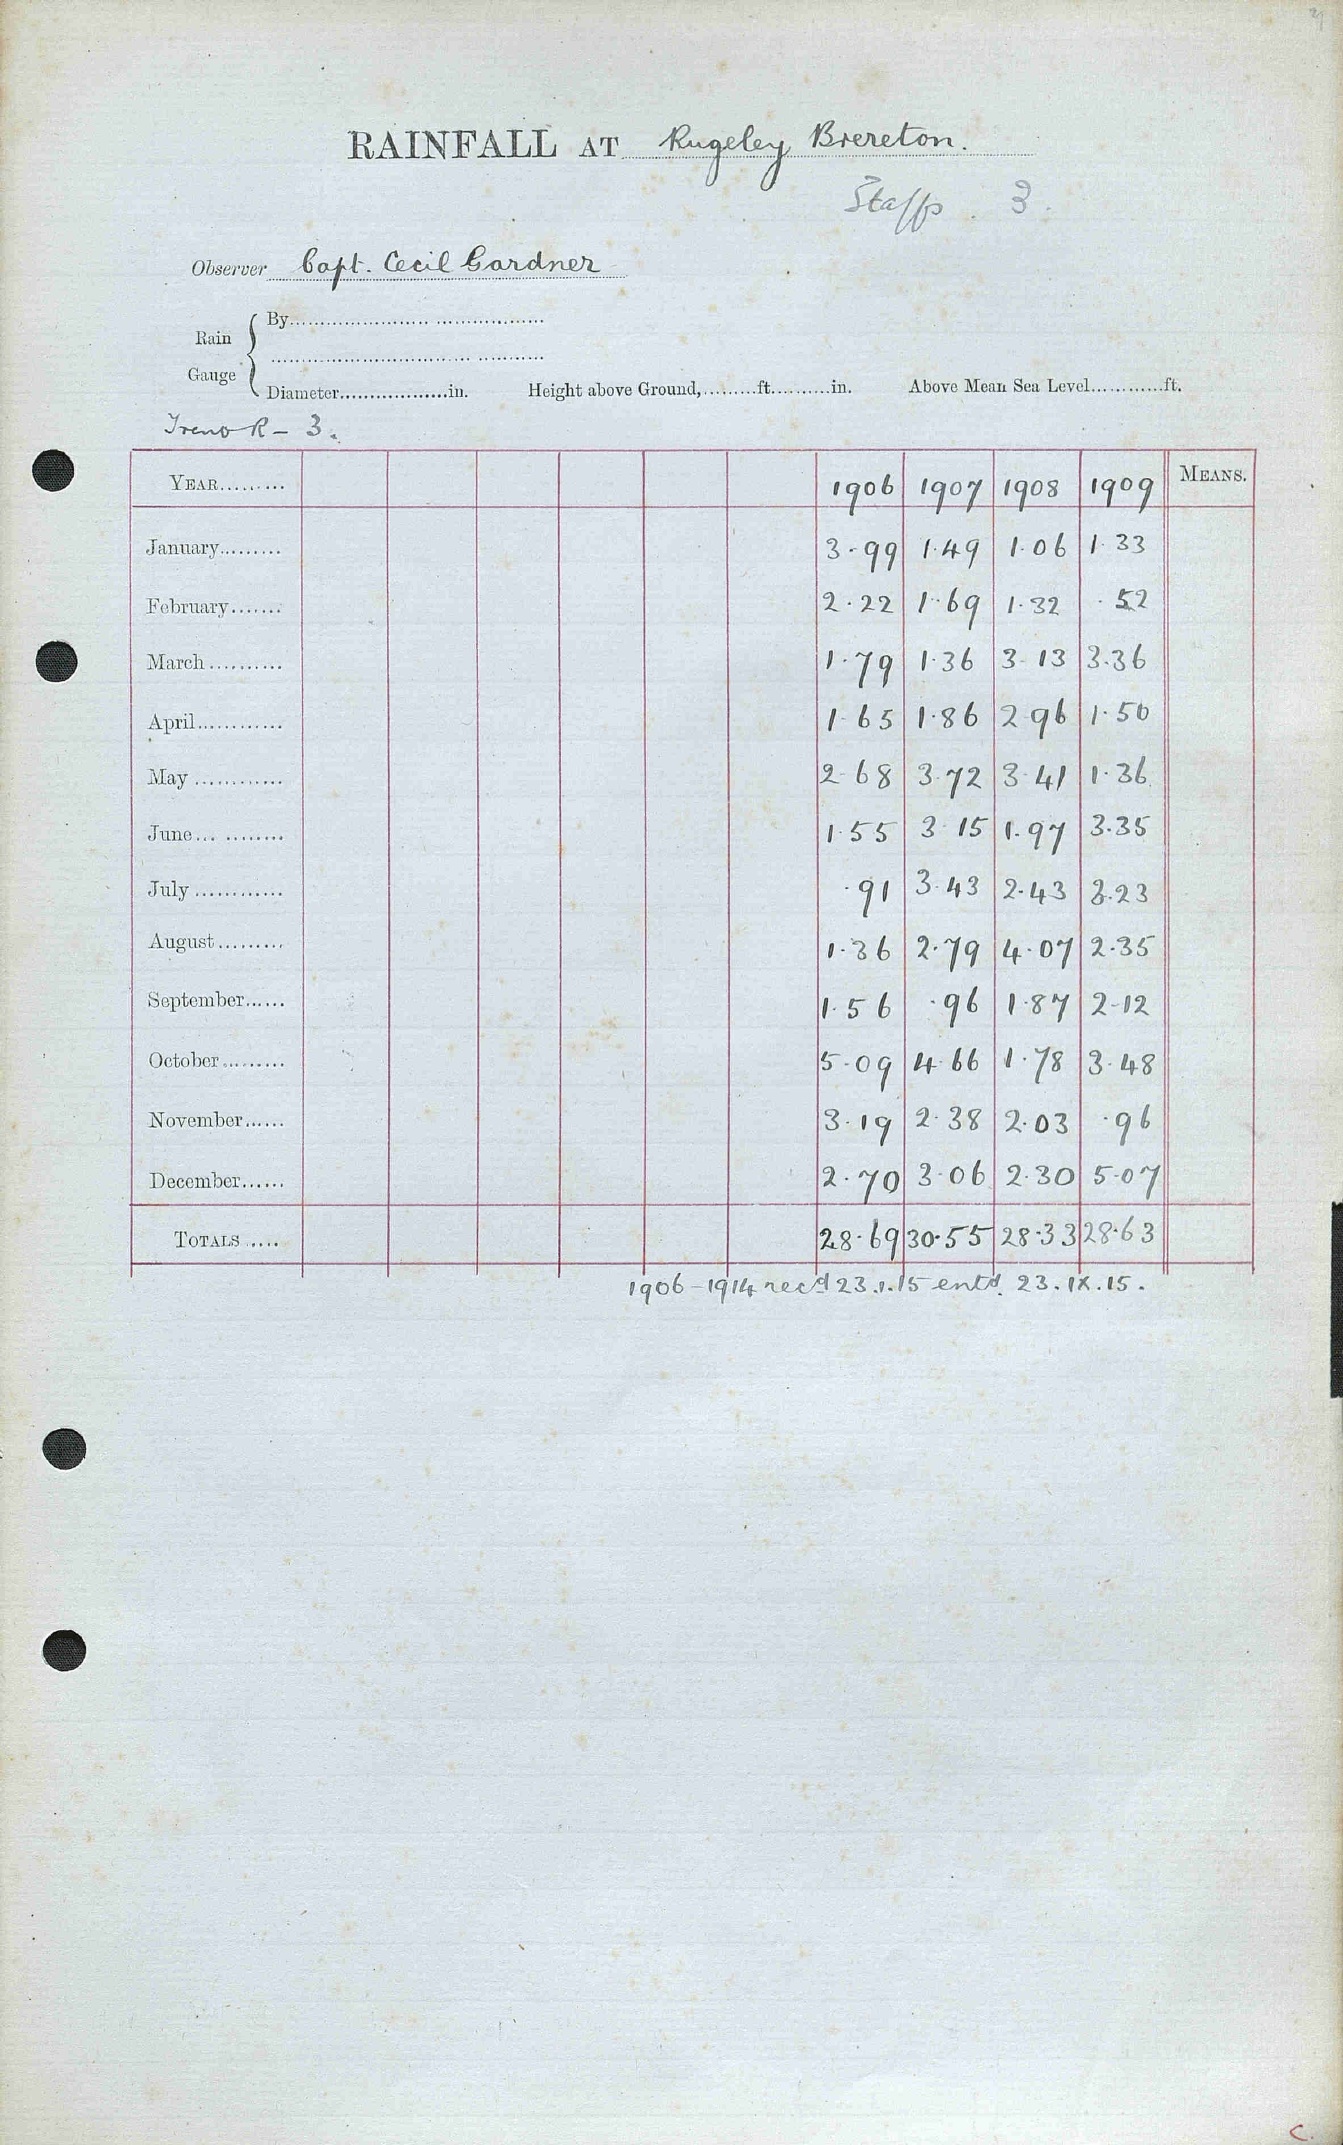 RAINFALL AT Rugeley Brereton.
Staffs. 3.
Observer Capt. Cecil Gardner
Rain Gauge { By
Diameter in. Height above Ground, ft. in. Above Mean Sea Level ft.
R - 3.
YEAR 1906 1907 1908 1909 MEANS.
January 3.99 1.49 1.06 1.33
February 2.22 1.69 1.32 .52
March 1.79 1.36 3.13 3.36
April 1.65 1.86 2.96 1.50
May 2.68 3.72 3.41 1.36
June 1.55 3.15 1.97 3.35
July .91 3.43 2.43 3.23
August 1.36 2.79 4.07 2.35
September 1.56 .96 1.87 2.12
October 5.09 4.66 1.78 3.48
November 3.19 2.38 2.03 .96
December 2.70 3.06 2.30 5.07
TOTALS 28.69 30.55 28.33 28.63
1906-1914 recd 23.1.15 entd. 23.IX.15.
C.